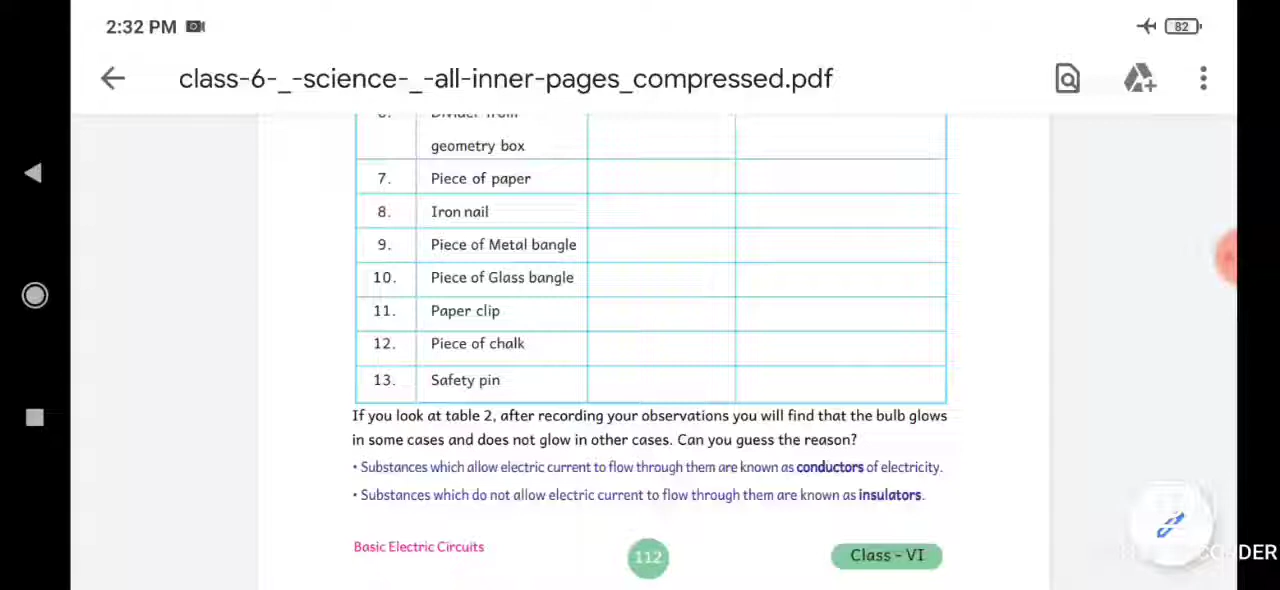 2:32 PM
82
class-6-_-science-_-all-inner-pages_compressed.pdf
6. Divider from
geometry box
7. Piece of paper
8. Iron nail
9. Piece of Metal bangle
10. Piece of Glass bangle
11. Paper clip
12. Piece of chalk
13. Safety pin
If you look at table 2, after recording your observations you will find that the bulb glows
in some cases and does not glow in other cases. Can you guess the reason?
• Substances which allow electric current to flow through them are known as conductors of electricity.
• Substances which do not allow electric current to flow through them are known as insulators.
Basic Electric Circuits
112
Class - VI